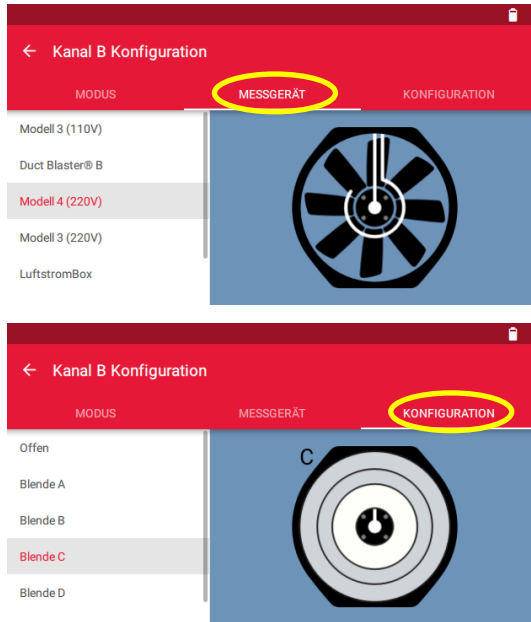 ← Kanal B Konfiguration
MODUS MESSGERÄT KONFIGURATION
Modell 3 (110V)
Duct Blaster® B
Modell 4 (220V)
Modell 3 (220V)
LuftstromBox
← Kanal B Konfiguration
MODUS MESSGERÄT KONFIGURATION
Offen
C
Blende A
Blende B
Blende C
Blende D